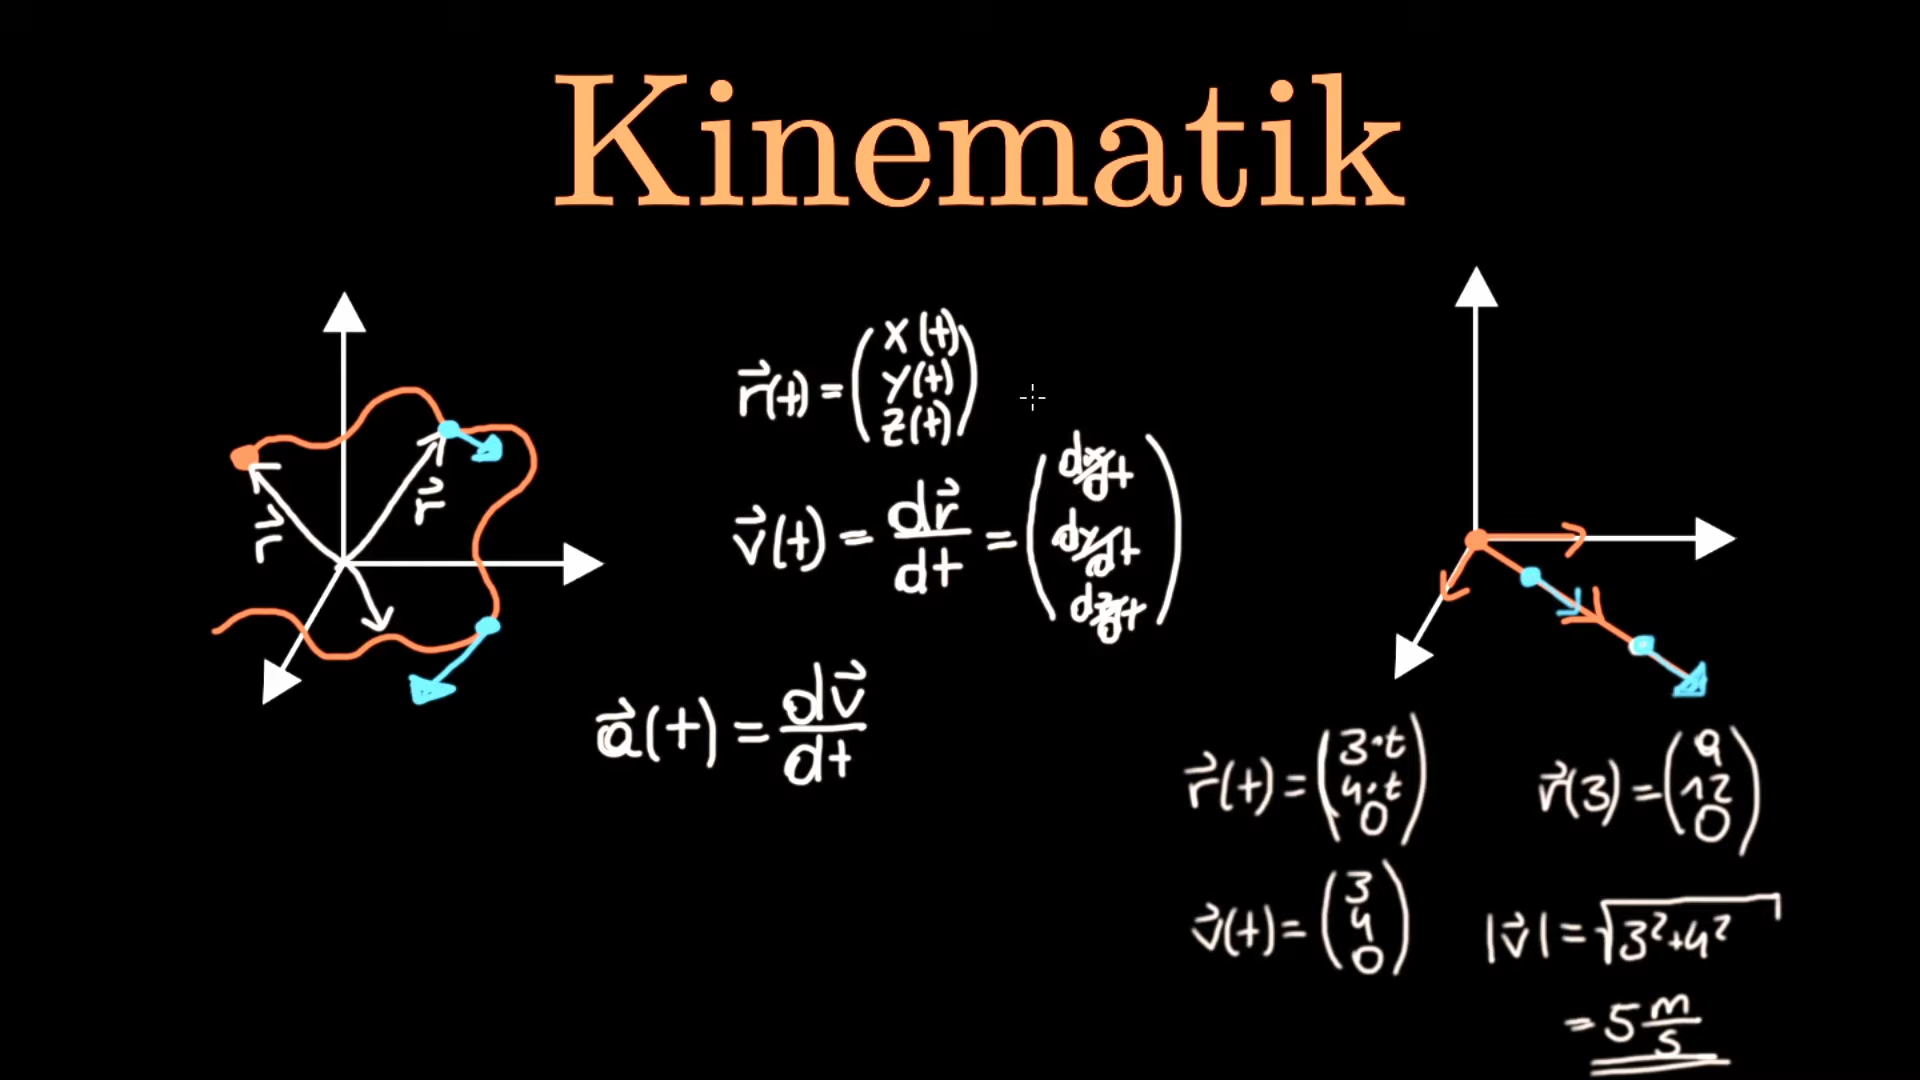 Kinematik
r⃗
r⃗
r⃗(t) = (x(t) y(t) z(t))
v⃗(t) = dr⃗/dt = (dx/dt dy/dt dz/dt)
a⃗(t) = dv⃗/dt
r⃗(t) = (3·t 4·t 0)
r⃗(3) = (9 12 0)
v⃗(t) = (3 4 0)
|v⃗| = √3²+4²
= 5 m/s